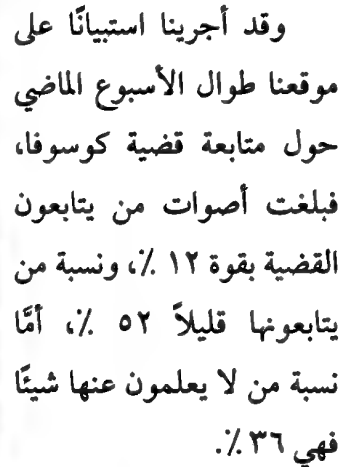 وقد أجرينا استبيانًا على
موقعنا طوال الأسبوع الماضي
حول متابعة قضية كوسوفا،
فبلغت أصوات من يتابعون
القضية بقوة ١٢ ٪، ونسبة من
يتابعونها قليلاً ٥٢ ٪، أمَّا
نسبة من لا يعلمون عنها شيئًا
فهي ٣٦ ٪.